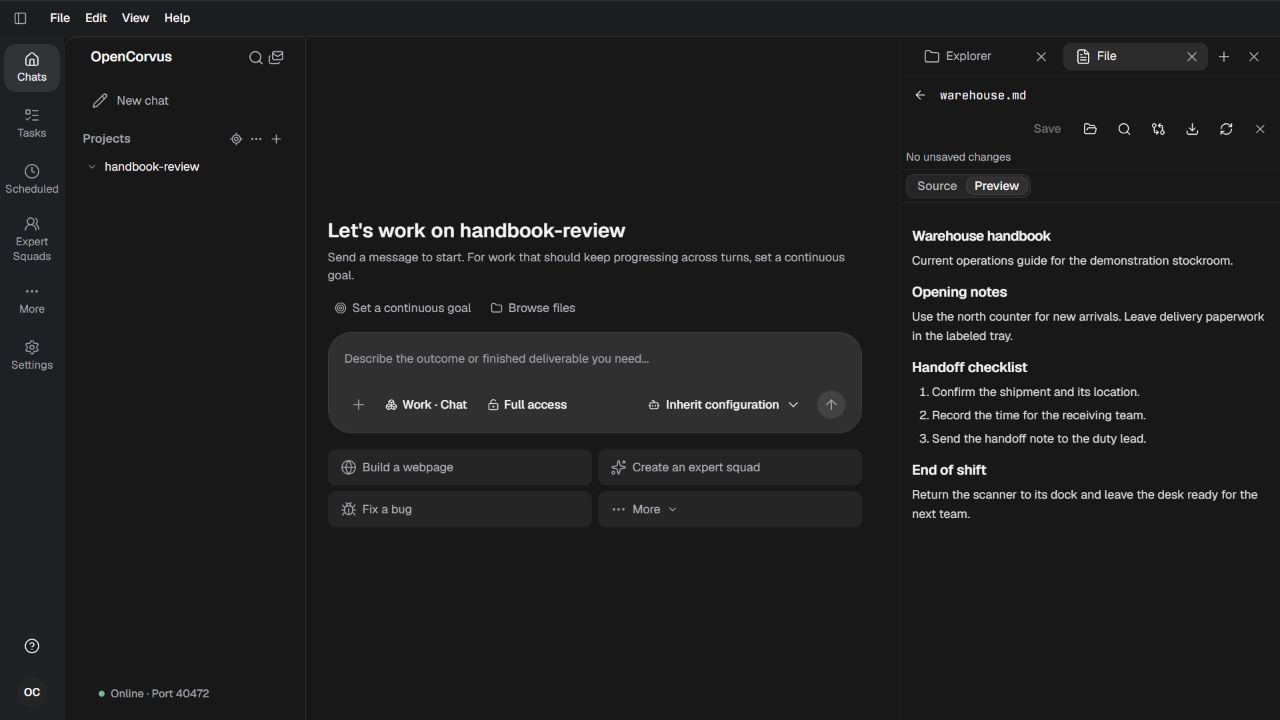 File Edit View Help
Chats
Tasks
Scheduled
Expert
Squads
More
Settings
OC
OpenCorvus
New chat
Projects
handbook-review
Online · Port 40472
Let's work on handbook-review
Send a message to start. For work that should keep progressing across turns, set a continuous
goal.
Set a continuous goal Browse files
Describe the outcome or finished deliverable you need...
Work · Chat Full access Inherit configuration
Build a webpage Create an expert squad
Fix a bug More
Explorer File
warehouse.md
Save
No unsaved changes
Source Preview
Warehouse handbook
Current operations guide for the demonstration stockroom.
Opening notes
Use the north counter for new arrivals. Leave delivery paperwork
in the labeled tray.
Handoff checklist
1. Confirm the shipment and its location.
2. Record the time for the receiving team.
3. Send the handoff note to the duty lead.
End of shift
Return the scanner to its dock and leave the desk ready for the
next team.